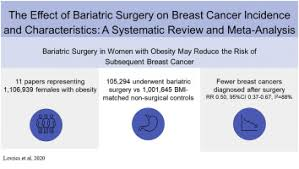 The Effect of Bariatric Surgery on Breast Cancer Incidence
and Characteristics: A Systematic Review and Meta-Analysis
Bariatric Surgery in Women with Obesity May Reduce the Risk of
Subsequent Breast Cancer
11 papers representing
1,106,939 females with obesity
105,294 underwent bariatric
surgery vs 1,001,645 BMI-
matched non-surgical controls
Fewer breast cancers
diagnosed after surgery
RR 0.50, 95%CI 0.37-0.67, I²=88%
Lovrics et al, 2020